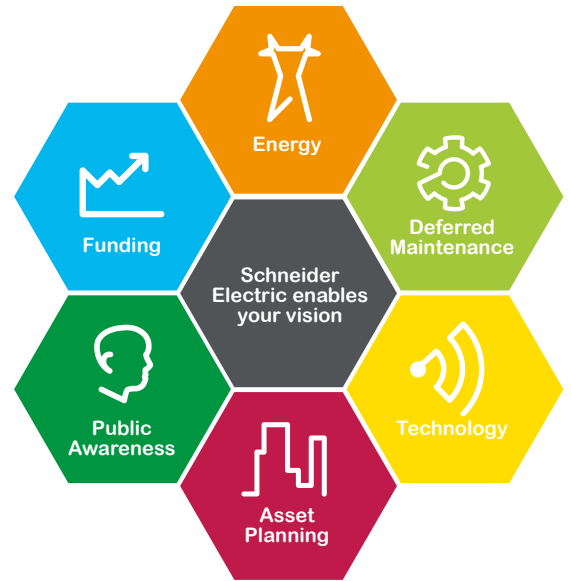 Energy
Deferred
Maintenance
Funding
Schneider
Electric enables
your vision
Public
Awareness
Technology
Asset
Planning